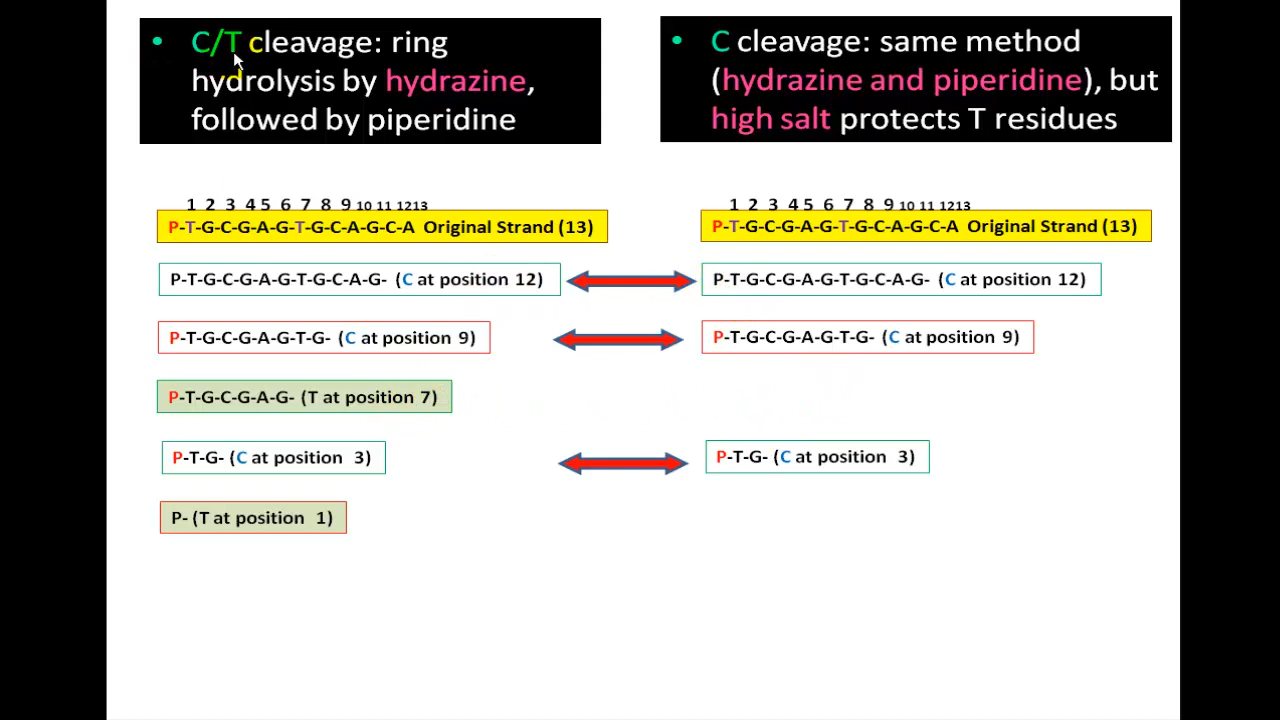 • C/T cleavage: ring
hydrolysis by hydrazine,
followed by piperidine
• C cleavage: same method
(hydrazine and piperidine), but
high salt protects T residues
1 2 3 4 5 6 7 8 9 10 11 12 13
P-T-G-C-G-A-G-T-G-C-A-G-C-A Original Strand (13)
1 2 3 4 5 6 7 8 9 10 11 12 13
P-T-G-C-G-A-G-T-G-C-A-G-C-A Original Strand (13)
P-T-G-C-G-A-G-T-G-C-A-G- (C at position 12)
P-T-G-C-G-A-G-T-G-C-A-G- (C at position 12)
P-T-G-C-G-A-G-T-G- (C at position 9)
P-T-G-C-G-A-G-T-G- (C at position 9)
P-T-G-C-G-A-G- (T at position 7)
P-T-G- (C at position 3)
P-T-G- (C at position 3)
P- (T at position 1)